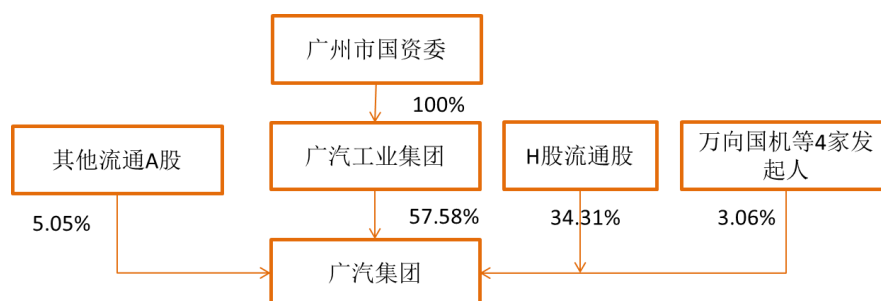 广州市国资委
100%
其他流通A股
广汽工业集团
H股流通股
万向国机等4家发
起人
5.05%
57.58%
34.31%
3.06%
广汽集团